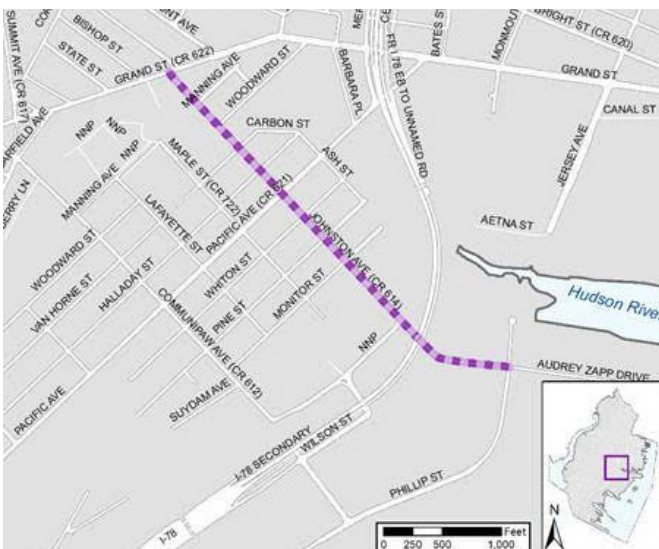 SUMMIT AVE (CR 617)
BISHOP ST
STATE ST
GRAND ST (CR 622)
MANNING AVE
WOODWARD ST
BARBARA PL
FR I-78 EB TO UNNAMED RD
BATES ST
BRIGHT ST (CR 620)
GRAND ST
CANAL ST
JERSEY AVE
AETNA ST
CARBON ST
ASH ST
NNP
NNP
NNP
MANNING AVE
MAPLE ST (CR 722)
LAFAYETTE ST
PACIFIC AVE (CR 621)
WOODWARD ST
VAN HORNE ST
HALLADAY ST
WHITON ST
PINE ST
MONITOR ST
JOHNSTON AVE (CR 614)
COMMUNIPAW AVE (CR 612)
NNP
Hudson River
AUDREY ZAPP DRIVE
PACIFIC AVE
SUYDAM AVE
I-78 SECONDARY
WILSON ST
PHILLIP ST
I-78
Feet
0 250 500 1,000
N